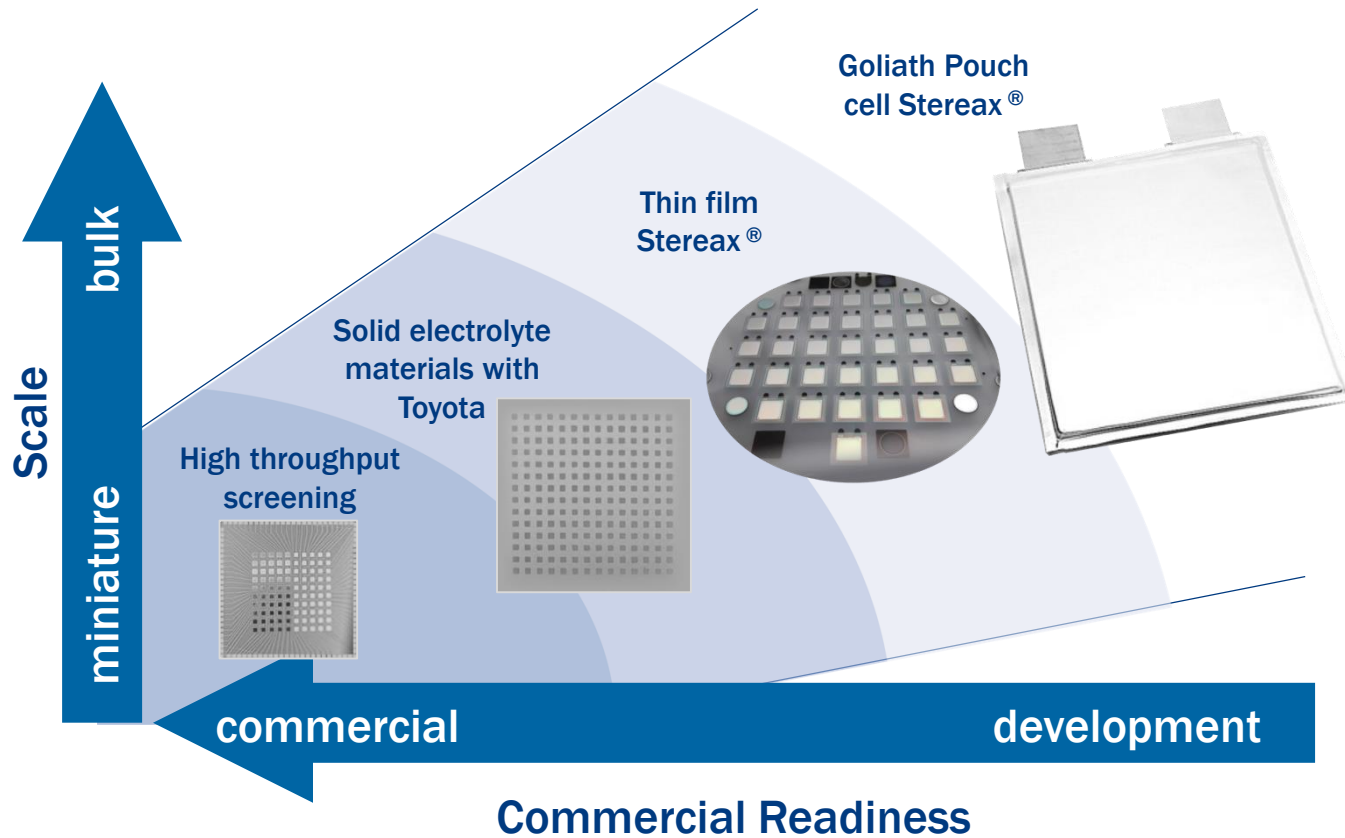 Goliath Pouch
cell Stereax ®
Thin film
Stereax ®
Solid electrolyte
materials with
Toyota
High throughput
screening
Scale
bulk
miniature
commercial
development
Commercial Readiness